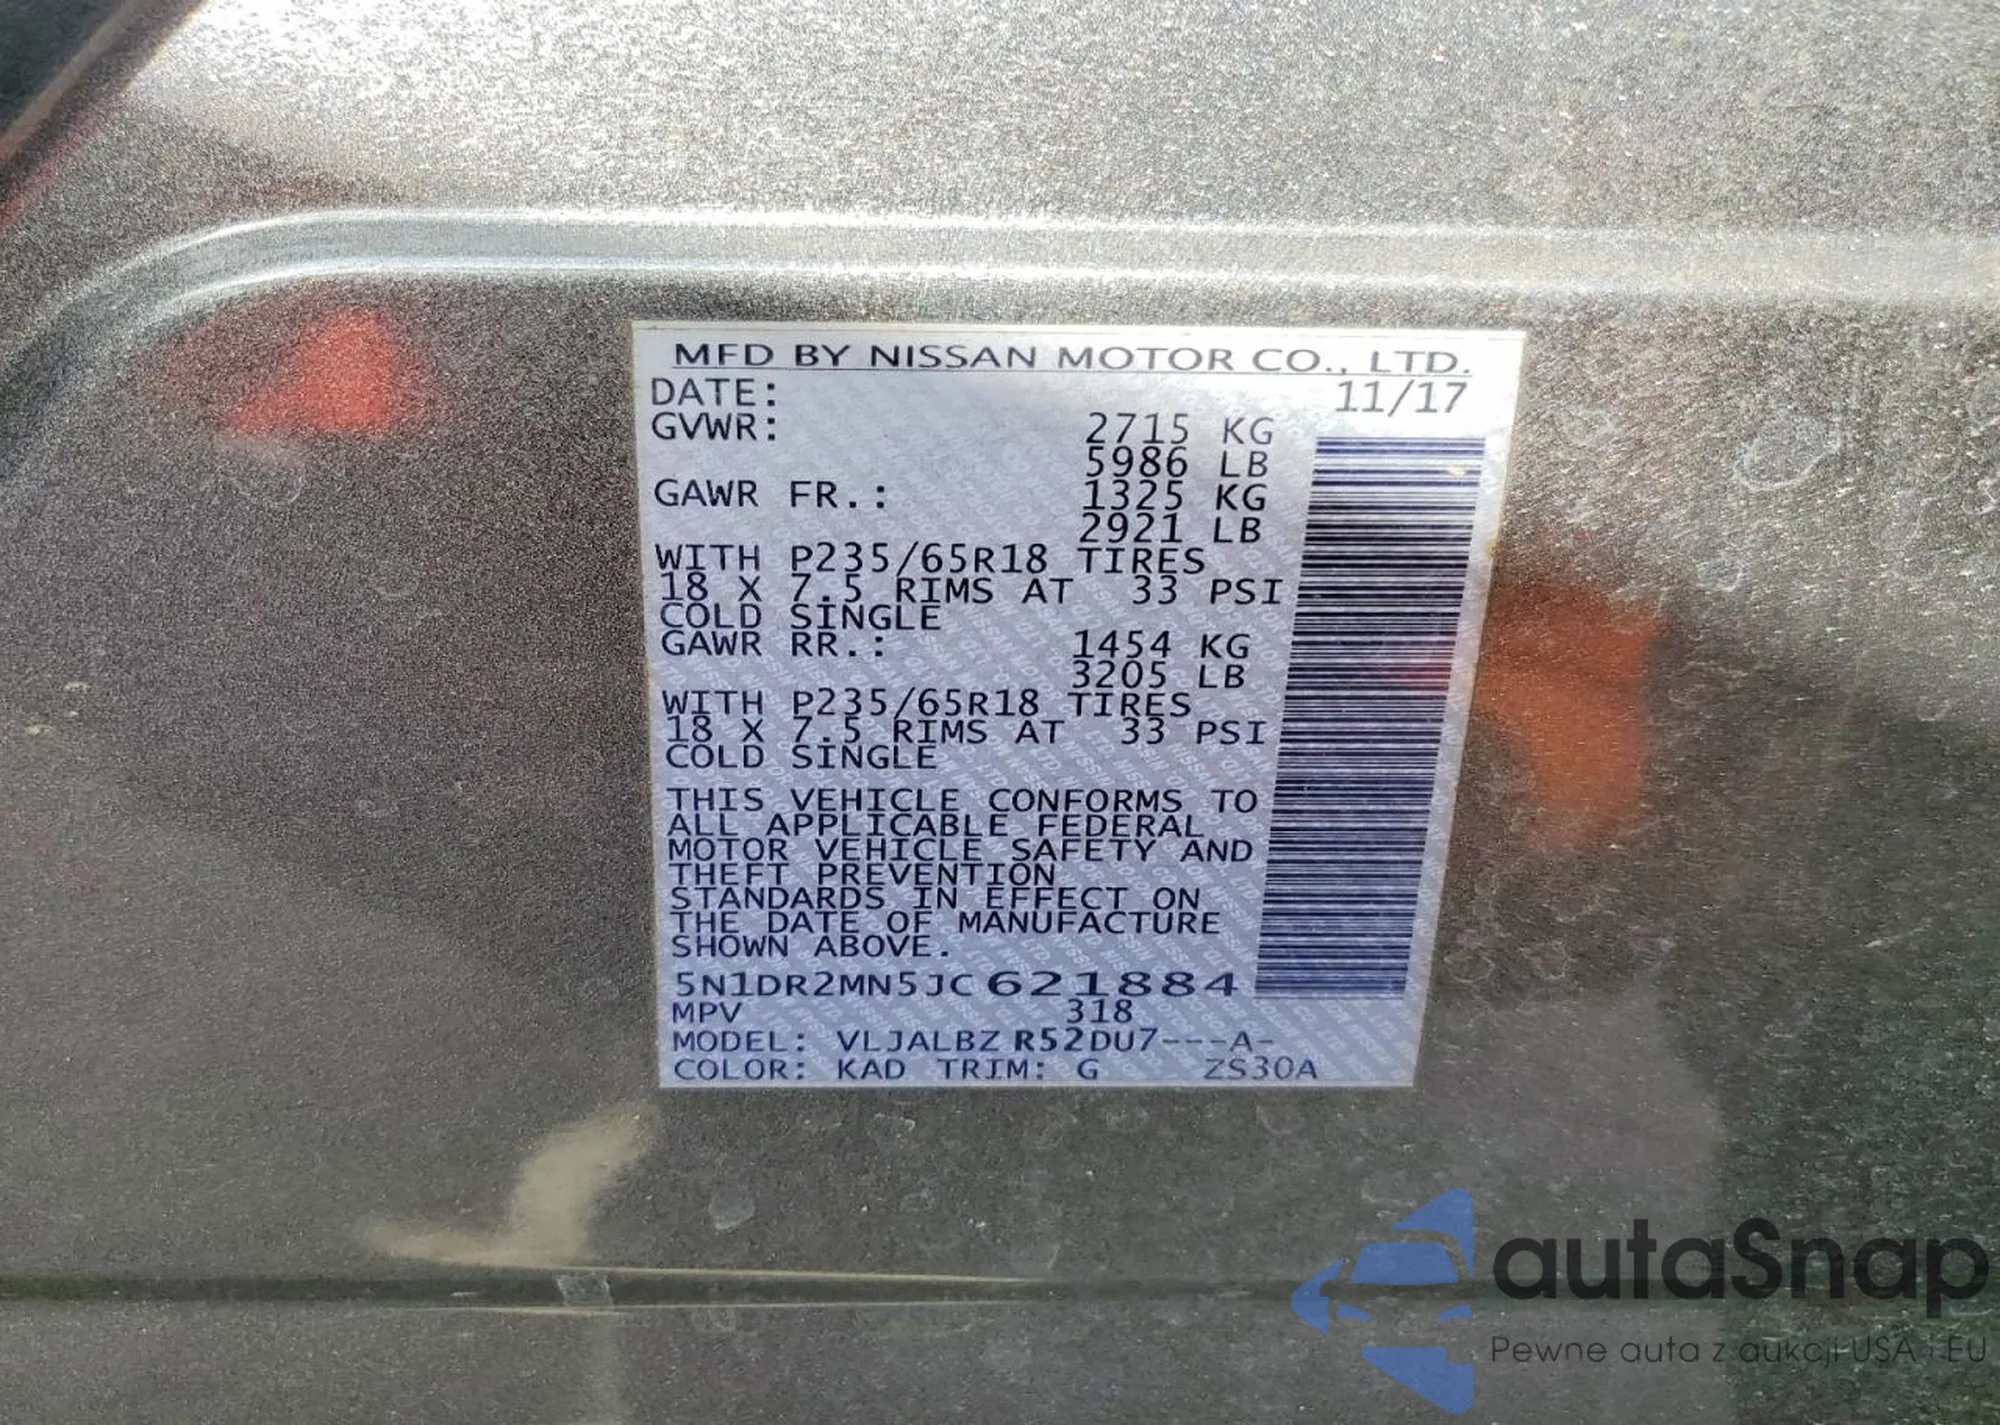 MFD BY NISSAN MOTOR CO., LTD.
DATE: 11/17
GVWR: 2715 KG
5986 LB
GAWR FR.: 1325 KG
2921 LB
WITH P235/65R18 TIRES
18 X 7.5 RIMS AT 33 PSI
COLD SINGLE
GAWR RR.: 1454 KG
3205 LB
WITH P235/65R18 TIRES
18 X 7.5 RIMS AT 33 PSI
COLD SINGLE
THIS VEHICLE CONFORMS TO
ALL APPLICABLE FEDERAL
MOTOR VEHICLE SAFETY AND
THEFT PREVENTION
STANDARDS IN EFFECT ON
THE DATE OF MANUFACTURE
SHOWN ABOVE.
5N1DR2MN5JC621884
MPV 318
MODEL: VLJALBZ R52DU7---A-
COLOR: KAD TRIM: G ZS30A
autaSnap
Pewne auta z aukcji USA i EU